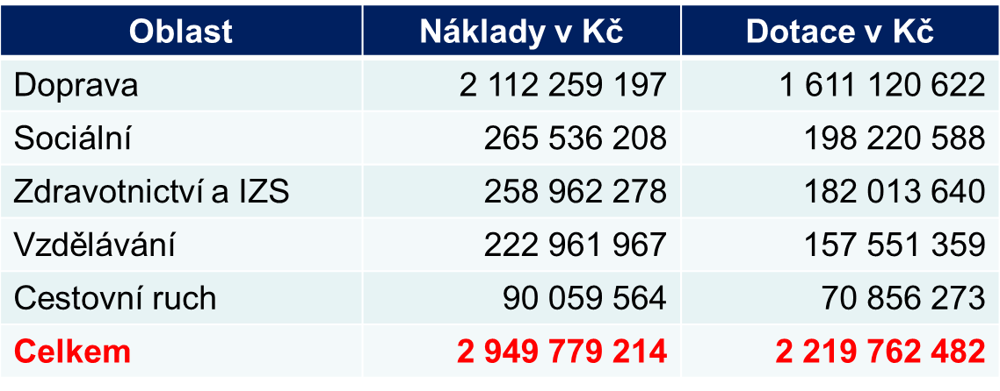 Oblast Náklady v Kč Dotace v Kč
Doprava 2 112 259 197 1 611 120 622
Sociální 265 536 208 198 220 588
Zdravotnictví a IZS 258 962 278 182 013 640
Vzdělávání 222 961 967 157 551 359
Cestovní ruch 90 059 564 70 856 273
Celkem 2 949 779 214 2 219 762 482